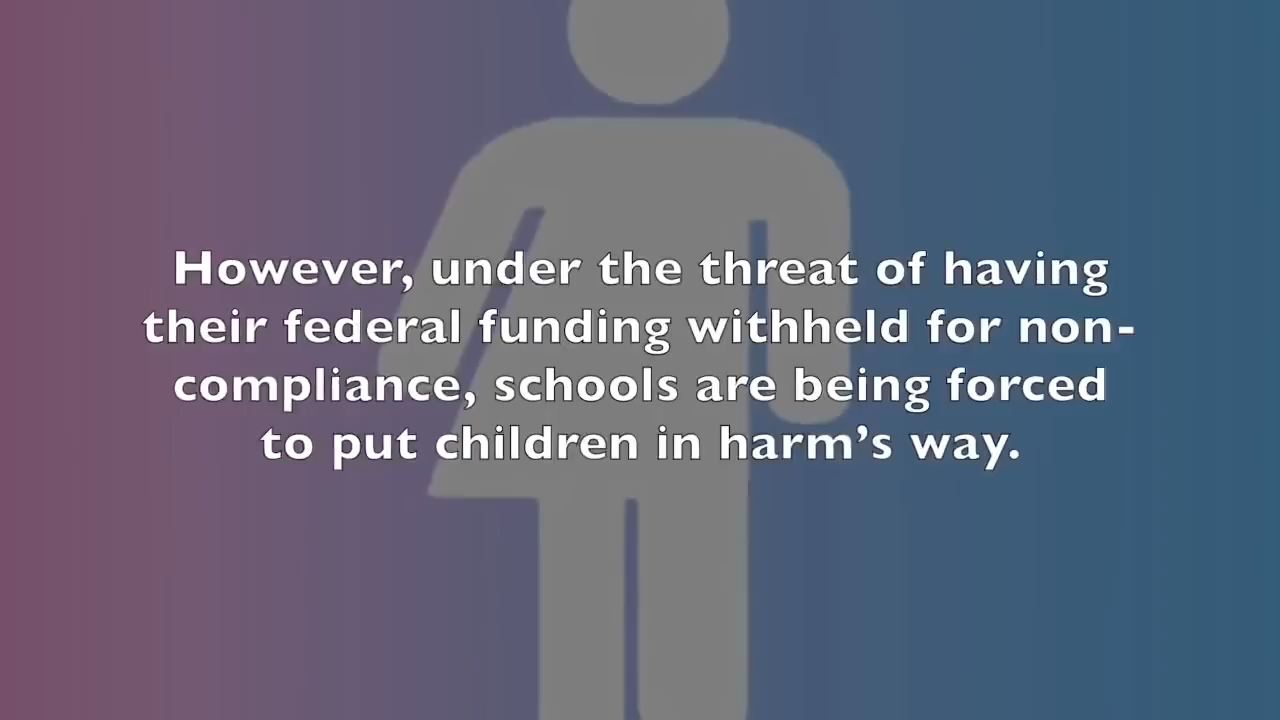 However, under the threat of having
their federal funding withheld for non-
compliance, schools are being forced
to put children in harm’s way.